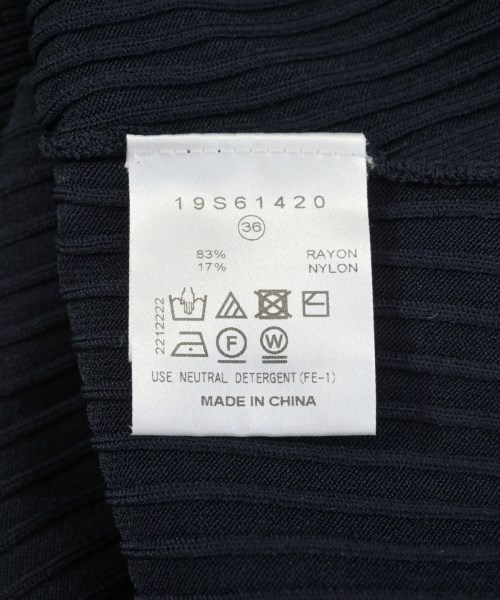 19S61420
36
83% RAYON
17% NYLON
2212222
F W
USE NEUTRAL DETERGENT(FE-1)
MADE IN CHINA